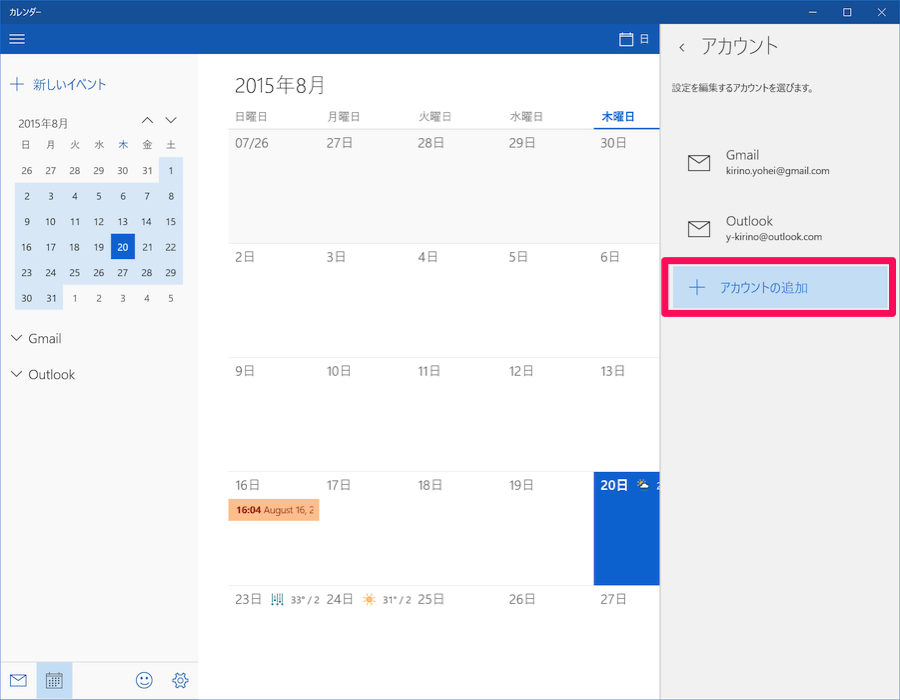 カレンダー
日
新しいイベント
2015年8月
日 月 火 水 木 金 土
26 27 28 29 30 31 1
2 3 4 5 6 7 8
9 10 11 12 13 14 15
16 17 18 19 20 21 22
23 24 25 26 27 28 29
30 31 1 2 3 4 5
Gmail
Outlook
2015年8月
日曜日 月曜日 火曜日 水曜日 木曜日
07/26 27日 28日 29日 30日
2日 3日 4日 5日 6日
9日 10日 11日 12日 13日
16日 17日 18日 19日 20日
16:04 August 16, 2
23日 33° / 2 24日 31° / 2 25日 26日 27日
アカウント
設定を編集するアカウントを選びます。
Gmail
kirino.yohei@gmail.com
Outlook
y-kirino@outlook.com
アカウントの追加